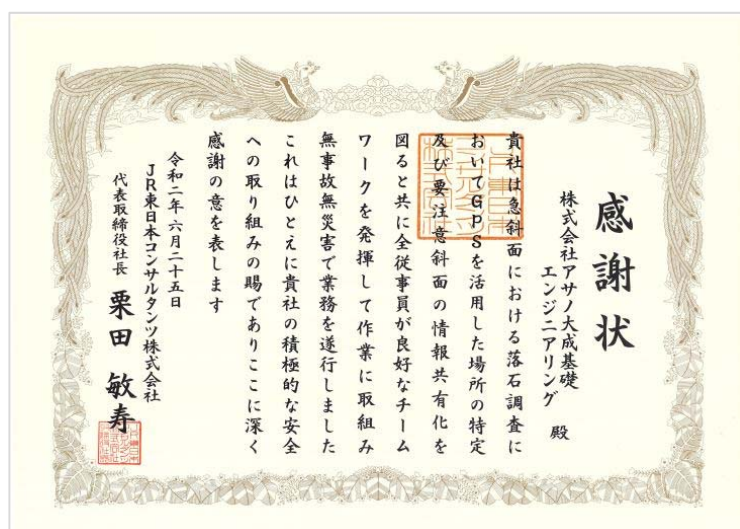 感謝状
株式会社アサノ大成基礎
エンジニアリング 殿
貴社は急斜面における落石調査に
おいてGPSを活用した場所の特定
及び要注意斜面の情報共有化を
図ると共に全従事員が良好なチーム
ワークを発揮して作業に取組み
無事故無災害で業務を遂行しました
これはひとえに貴社の積極的な安全
への取り組みの賜でありここに深く
感謝の意を表します
令和二年六月二十五日
JR東日本コンサルタンツ株式会社
代表取締役社長 栗田 敏寿